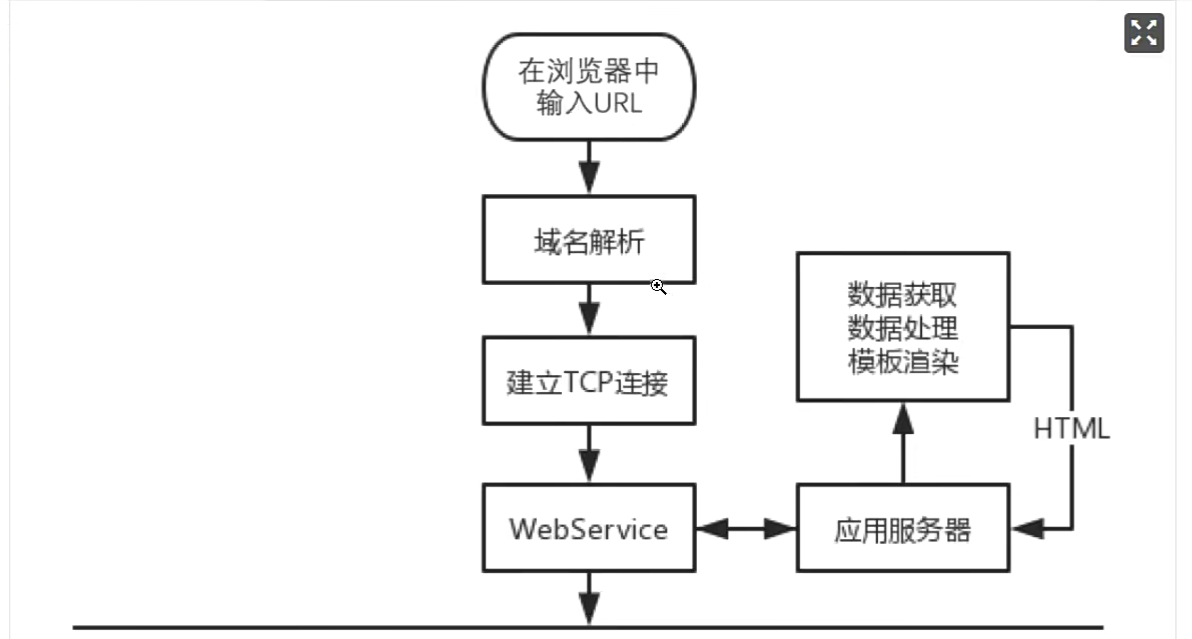 在浏览器中
输入URL
域名解析
建立TCP连接
WebService
数据获取
数据处理
模板渲染
HTML
应用服务器